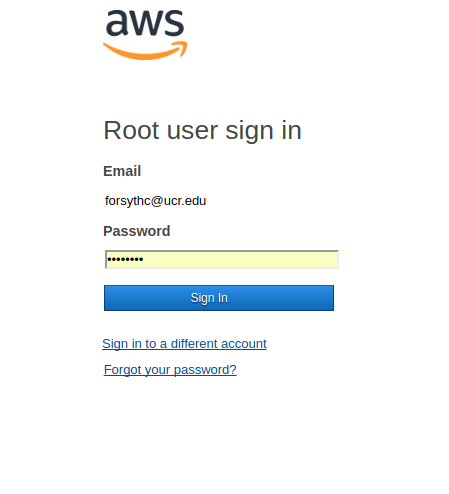 aws
Root user sign in
Email
forsythc@ucr.edu
Password
••••••••
Sign In
Sign in to a different account
Forgot your password?